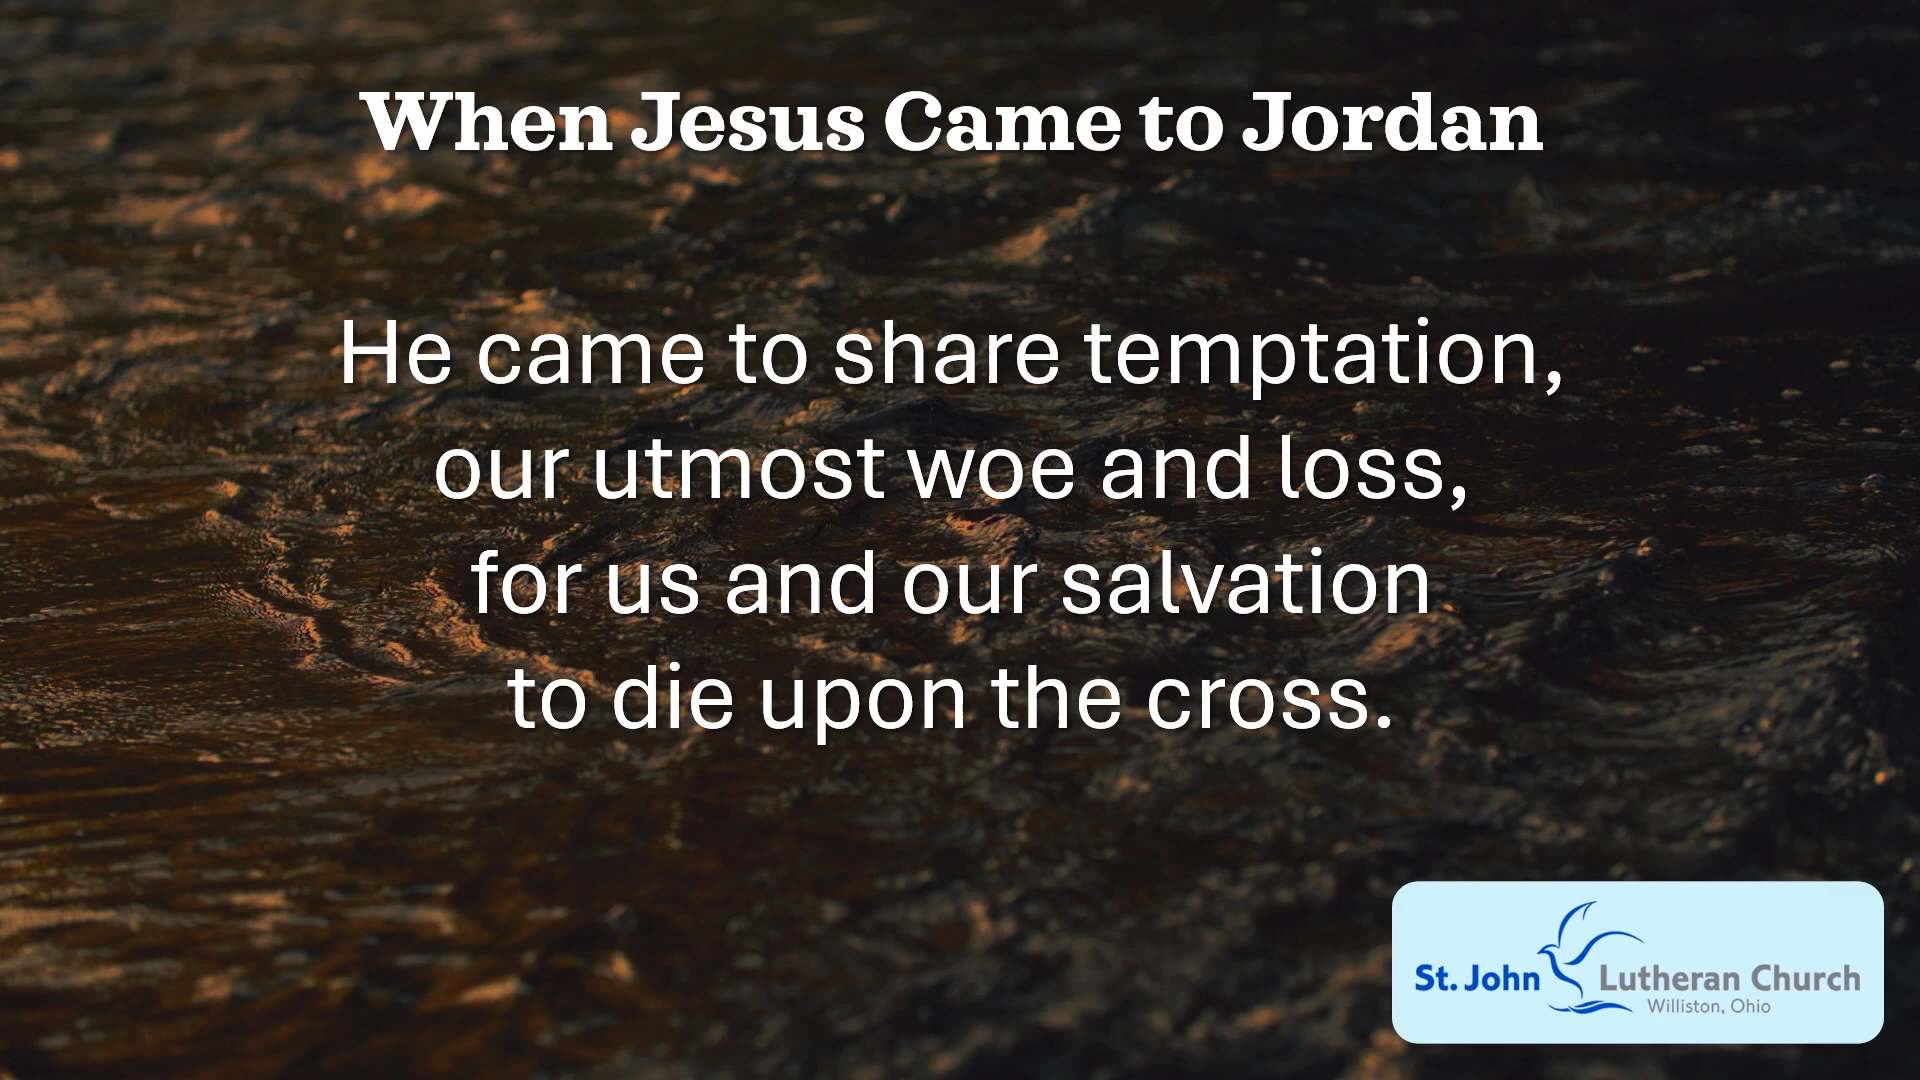 When Jesus Came to Jordan
He came to share temptation,
our utmost woe and loss,
for us and our salvation
to die upon the cross.
St. John Lutheran Church
Williston, Ohio